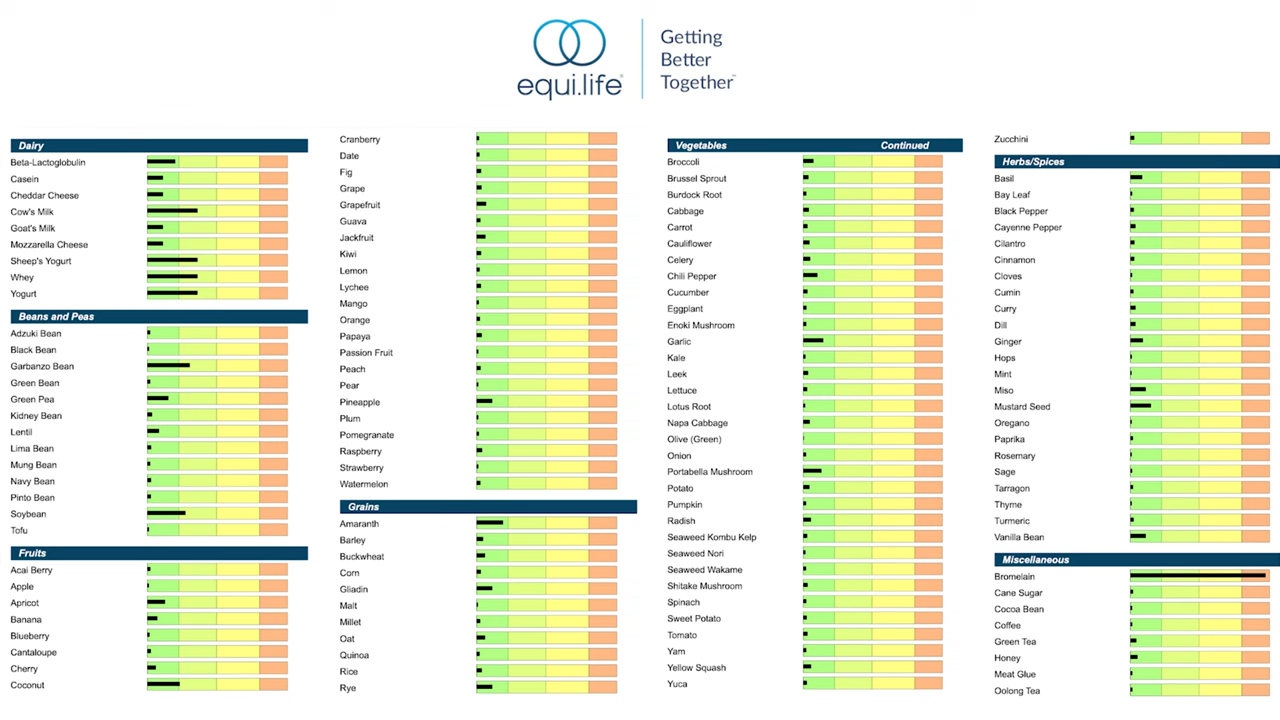 equi.life®
Getting
Better
Together™
Dairy
Beta-Lactoglobulin
Casein
Cheddar Cheese
Cow's Milk
Goat's Milk
Mozzarella Cheese
Sheep's Yogurt
Whey
Yogurt
Beans and Peas
Adzuki Bean
Black Bean
Garbanzo Bean
Green Bean
Green Pea
Kidney Bean
Lentil
Lima Bean
Mung Bean
Navy Bean
Pinto Bean
Soybean
Tofu
Fruits
Acai Berry
Apple
Apricot
Banana
Blueberry
Cantaloupe
Cherry
Coconut
Cranberry
Date
Fig
Grape
Grapefruit
Guava
Jackfruit
Kiwi
Lemon
Lychee
Mango
Orange
Papaya
Passion Fruit
Peach
Pear
Pineapple
Plum
Pomegranate
Raspberry
Strawberry
Watermelon
Grains
Amaranth
Barley
Buckwheat
Corn
Gliadin
Malt
Millet
Oat
Quinoa
Rice
Rye
Vegetables Continued
Broccoli
Brussel Sprout
Burdock Root
Cabbage
Carrot
Cauliflower
Celery
Chili Pepper
Cucumber
Eggplant
Enoki Mushroom
Garlic
Kale
Leek
Lettuce
Lotus Root
Napa Cabbage
Olive (Green)
Onion
Portabella Mushroom
Potato
Pumpkin
Radish
Seaweed Kombu Kelp
Seaweed Nori
Seaweed Wakame
Shitake Mushroom
Spinach
Sweet Potato
Tomato
Yam
Yellow Squash
Yuca
Zucchini
Herbs/Spices
Basil
Bay Leaf
Black Pepper
Cayenne Pepper
Cilantro
Cinnamon
Cloves
Cumin
Curry
Dill
Ginger
Hops
Mint
Miso
Mustard Seed
Oregano
Paprika
Rosemary
Sage
Tarragon
Thyme
Turmeric
Vanilla Bean
Miscellaneous
Bromelain
Cane Sugar
Cocoa Bean
Coffee
Green Tea
Honey
Meat Glue
Oolong Tea